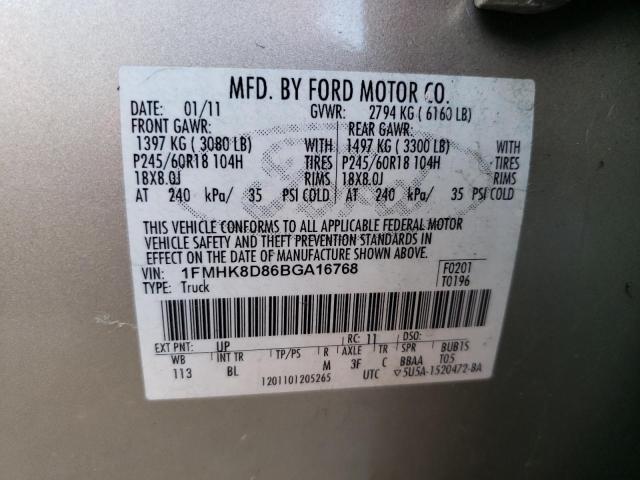 MFD. BY FORD MOTOR CO.
DATE: 01/11 GVWR: 2794 KG ( 6160 LB)
FRONT GAWR: REAR GAWR:
1397 KG ( 3080 LB) WITH 1497 KG ( 3300 LB) WITH
P245/60R18 104H TIRES P245/60R18 104H TIRES
18X8.0J RIMS 18X8.0J RIMS
AT 240 kPa/ 35 PSI COLD AT 240 kPa/ 35 PSI COLD
THIS VEHICLE CONFORMS TO ALL APPLICABLE FEDERAL MOTOR
VEHICLE SAFETY AND THEFT PREVENTION STANDARDS IN
EFFECT ON THE DATE OF MANUFACTURE SHOWN ABOVE.
VIN: 1FMHK8D86BGA16768 F0201
TYPE: Truck T0196
EXT PNT: UP RC: 11 DSO:
WB INT TR TP/PS R AXLE TR SPR BUB1S
113 BL M 3F C BBAA T05
1201101205265 UTC ▽5U5A-1520472-BA